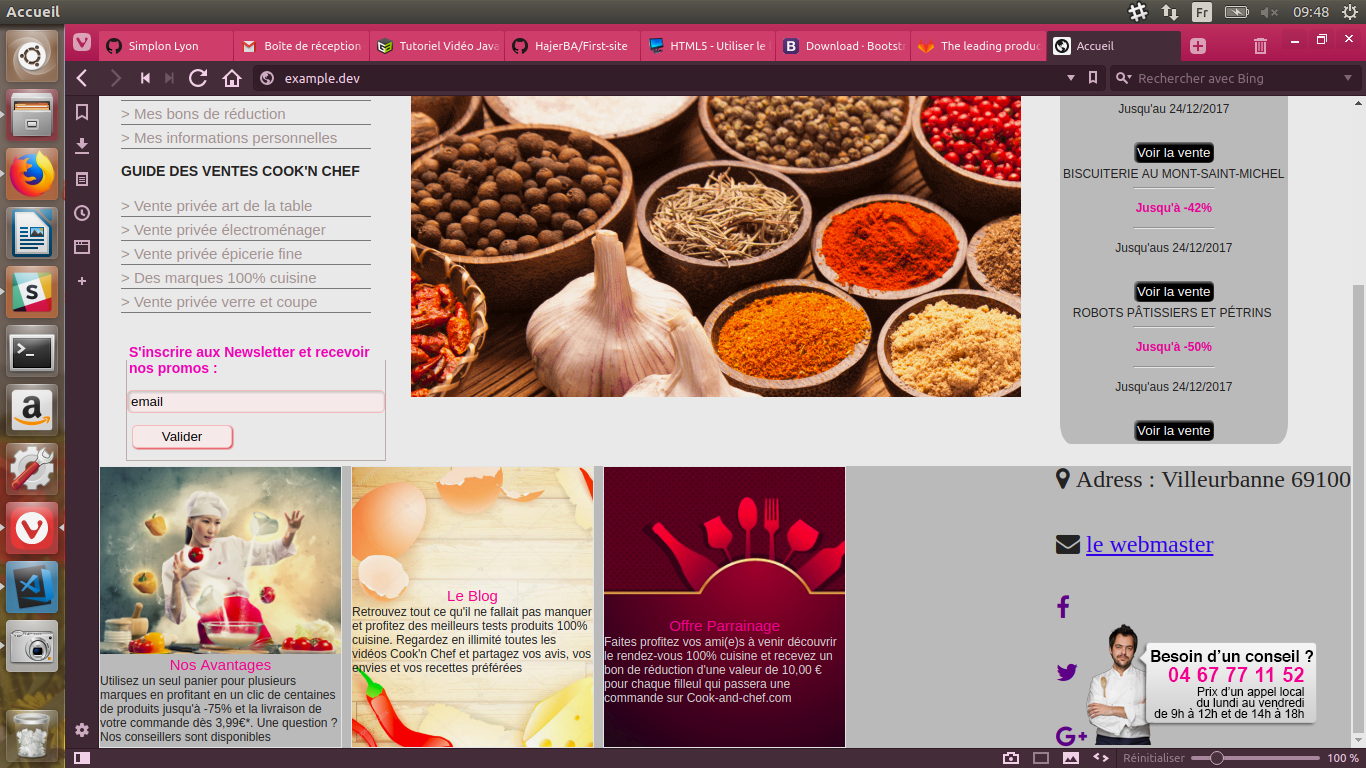 Accueil
Fr
09:48
Simplon Lyon
Boîte de réception
Tutoriel Vidéo Java
HajerBA/First-site
HTML5 - Utiliser le
Download · Bootstr
The leading produc
Accueil
example.dev
Rechercher avec Bing
> Mes bons de réduction
> Mes informations personnelles
GUIDE DES VENTES COOK'N CHEF
> Vente privée art de la table
> Vente privée électroménager
> Vente privée épicerie fine
> Des marques 100% cuisine
> Vente privée verre et coupe
S'inscrire aux Newsletter et recevoir
nos promos :
email
Valider
Jusqu'au 24/12/2017
Voir la vente
BISCUITERIE AU MONT-SAINT-MICHEL
Jusqu'à -42%
Jusqu'aus 24/12/2017
Voir la vente
ROBOTS PÂTISSIERS ET PÉTRINS
Jusqu'à -50%
Jusqu'aus 24/12/2017
Voir la vente
Nos Avantages
Utilisez un seul panier pour plusieurs
marques en profitant en un clic de centaines
de produits jusqu'à -75% et la livraison de
votre commande dès 3,99€*. Une question ?
Nos conseillers sont disponibles
Le Blog
Retrouvez tout ce qu'il ne fallait pas manquer
et profitez des meilleurs tests produits 100%
cuisine. Regardez en illimité toutes les
vidéos Cook'n Chef et partagez vos avis, vos
envies et vos recettes préférées
Offre Parrainage
Faites profitez vos ami(e)s à venir découvrir
le rendez-vous 100% cuisine et recevez un
bon de réduction d'une valeur de 10,00 €
pour chaque filleul qui passera une
commande sur Cook-and-chef.com
Adress : Villeurbanne 69100
le webmaster
Besoin d'un conseil ?
04 67 77 11 52
Prix d'un appel local
du lundi au vendredi
de 9h à 12h et de 14h à 18h
Réinitialiser
100 %